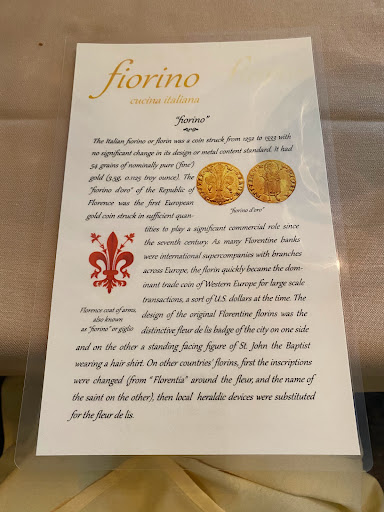 fiorino
cucina italiana
"fiorino"
The Italian fiorino or florin was a coin struck from 1252 to 1533 with
no significant change in its design or metal content standard. It had
54 grains of nominally pure ('fine')
gold (3.5g, 0.1125 troy ounce). The
"fiorino d'oro" of the Republic of
Florence was the first European
gold coin struck in sufficient quan-
"fiorino d'oro"
tities to play a significant commercial role since
the seventh century. As many Florentine banks
were international supercompanies with branches
across Europe, the florin quickly became the dom-
inant trade coin of Western Europe for large scale
transactions, a sort of U.S. dollars at the time. The
design of the original Florentine florins was the
distinctive fleur de lis badge of the city on one side
Florence coat of arms,
also known
as "fiorino" or giglio
and on the other a standing facing figure of St. John the Baptist
wearing a hair shirt. On other countries' florins, first the inscriptions
were changed (from "Florentia" around the fleur, and the name of
the saint on the other), then local heraldic devices were substituted
for the fleur de lis.